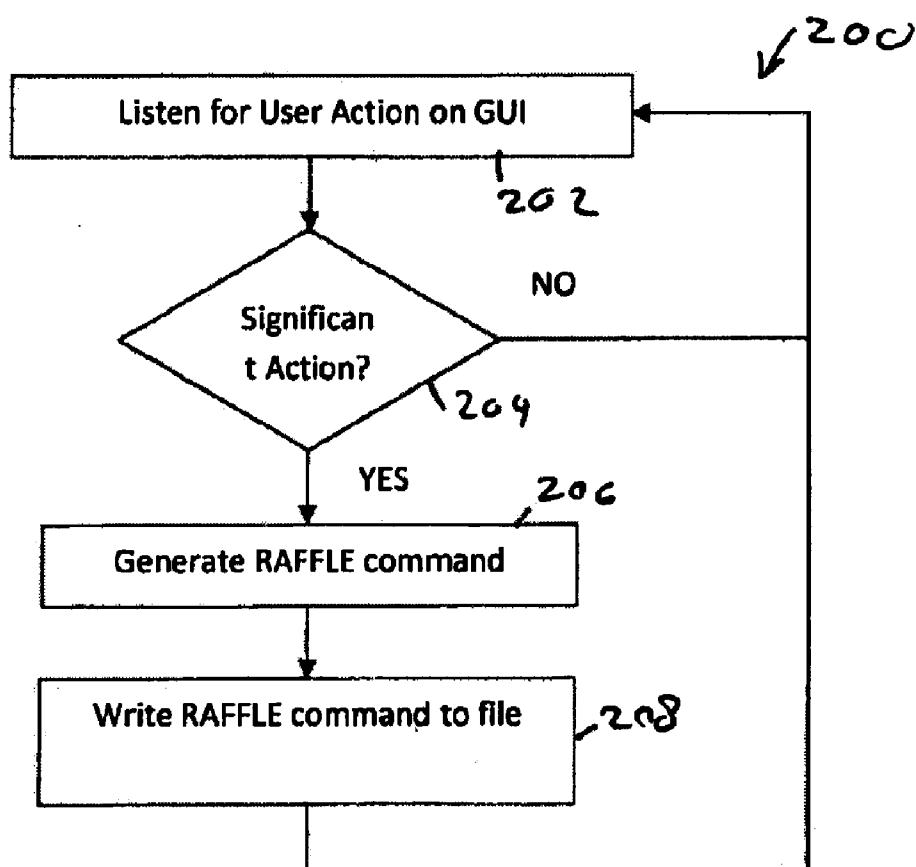 200
Listen for User Action on GUI
202
NO
Significan
t Action?
204
YES
206
Generate RAFFLE command
Write RAFFLE command to file
208